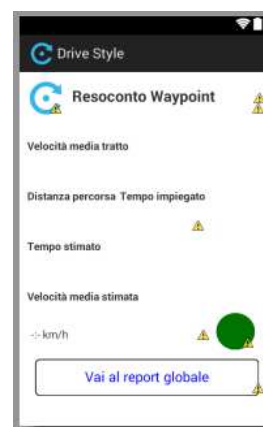 Drive Style
Resoconto Waypoint
Velocità media tratto
Distanza percorsa Tempo impiegato
Tempo stimato
Velocità media stimata
-:- km/h
Vai al report globale